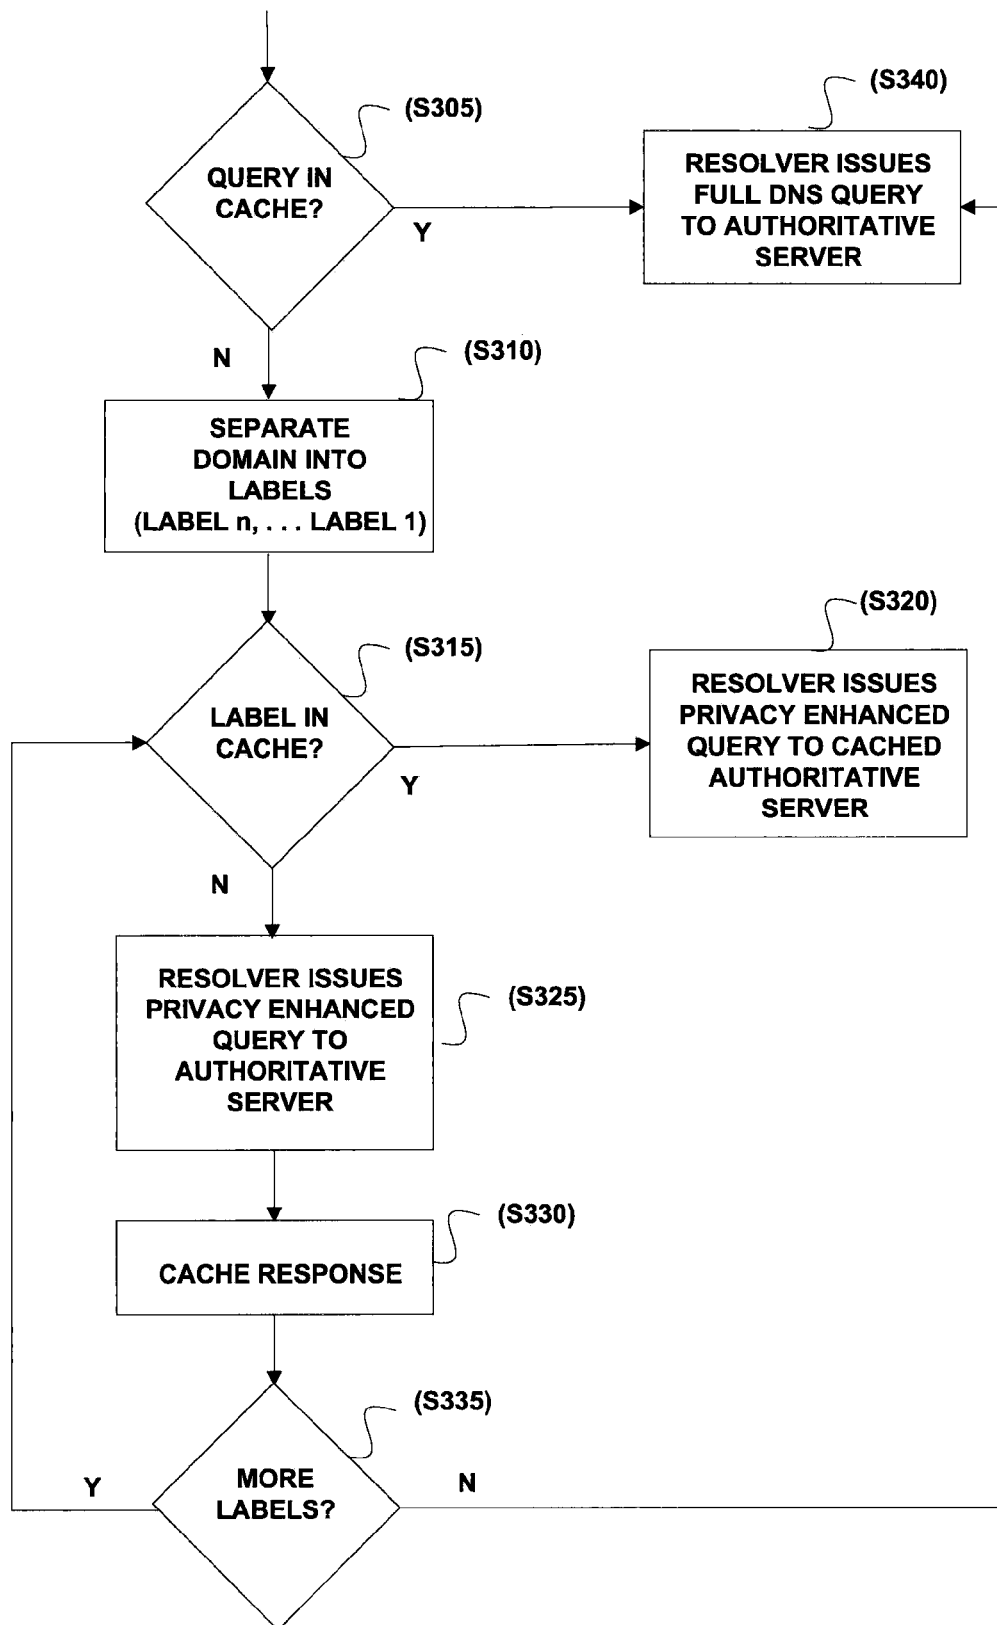 (S305)
(S340)
QUERY IN
CACHE?
Y
RESOLVER ISSUES
FULL DNS QUERY
TO AUTHORITATIVE
SERVER
N
(S310)
SEPARATE
DOMAIN INTO
LABELS
(LABEL n, . . . LABEL 1)
(S315)
(S320)
LABEL IN
CACHE?
Y
RESOLVER ISSUES
PRIVACY ENHANCED
QUERY TO CACHED
AUTHORITATIVE
SERVER
N
RESOLVER ISSUES
PRIVACY ENHANCED
QUERY TO
AUTHORITATIVE
SERVER
(S325)
(S330)
CACHE RESPONSE
(S335)
Y
MORE
LABELS?
N